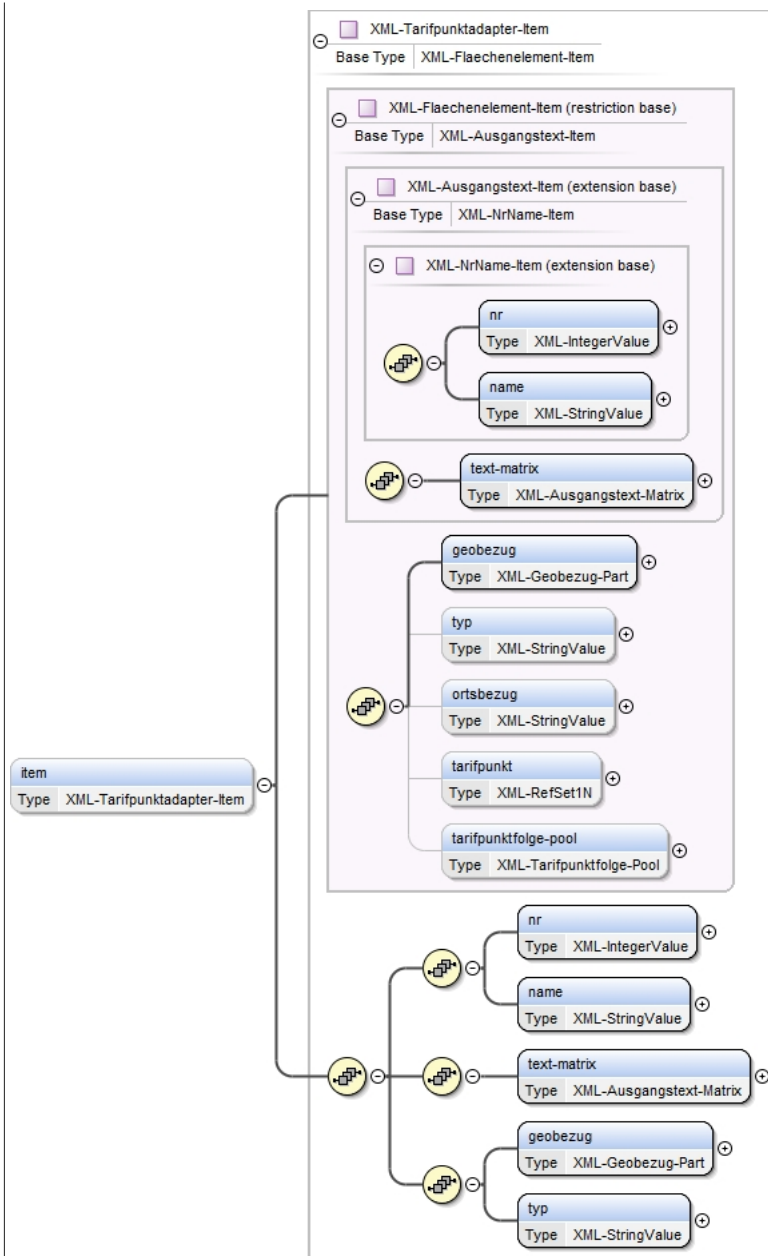 XML-Tarifpunktadapter-Item
Base Type XML-Flaechenelement-Item
XML-Flaechenelement-Item (restriction base)
Base Type XML-Ausgangstext-Item
XML-Ausgangstext-Item (extension base)
Base Type XML-NrName-Item
XML-NrName-Item (extension base)
nr
Type XML-IntegerValue
name
Type XML-StringValue
text-matrix
Type XML-Ausgangstext-Matrix
geobezug
Type XML-Geobezug-Part
typ
Type XML-StringValue
ortsbezug
Type XML-StringValue
tarifpunkt
Type XML-RefSet1N
tarifpunktfolge-pool
Type XML-Tarifpunktfolge-Pool
item
Type XML-Tarifpunktadapter-Item
nr
Type XML-IntegerValue
name
Type XML-StringValue
text-matrix
Type XML-Ausgangstext-Matrix
geobezug
Type XML-Geobezug-Part
typ
Type XML-StringValue